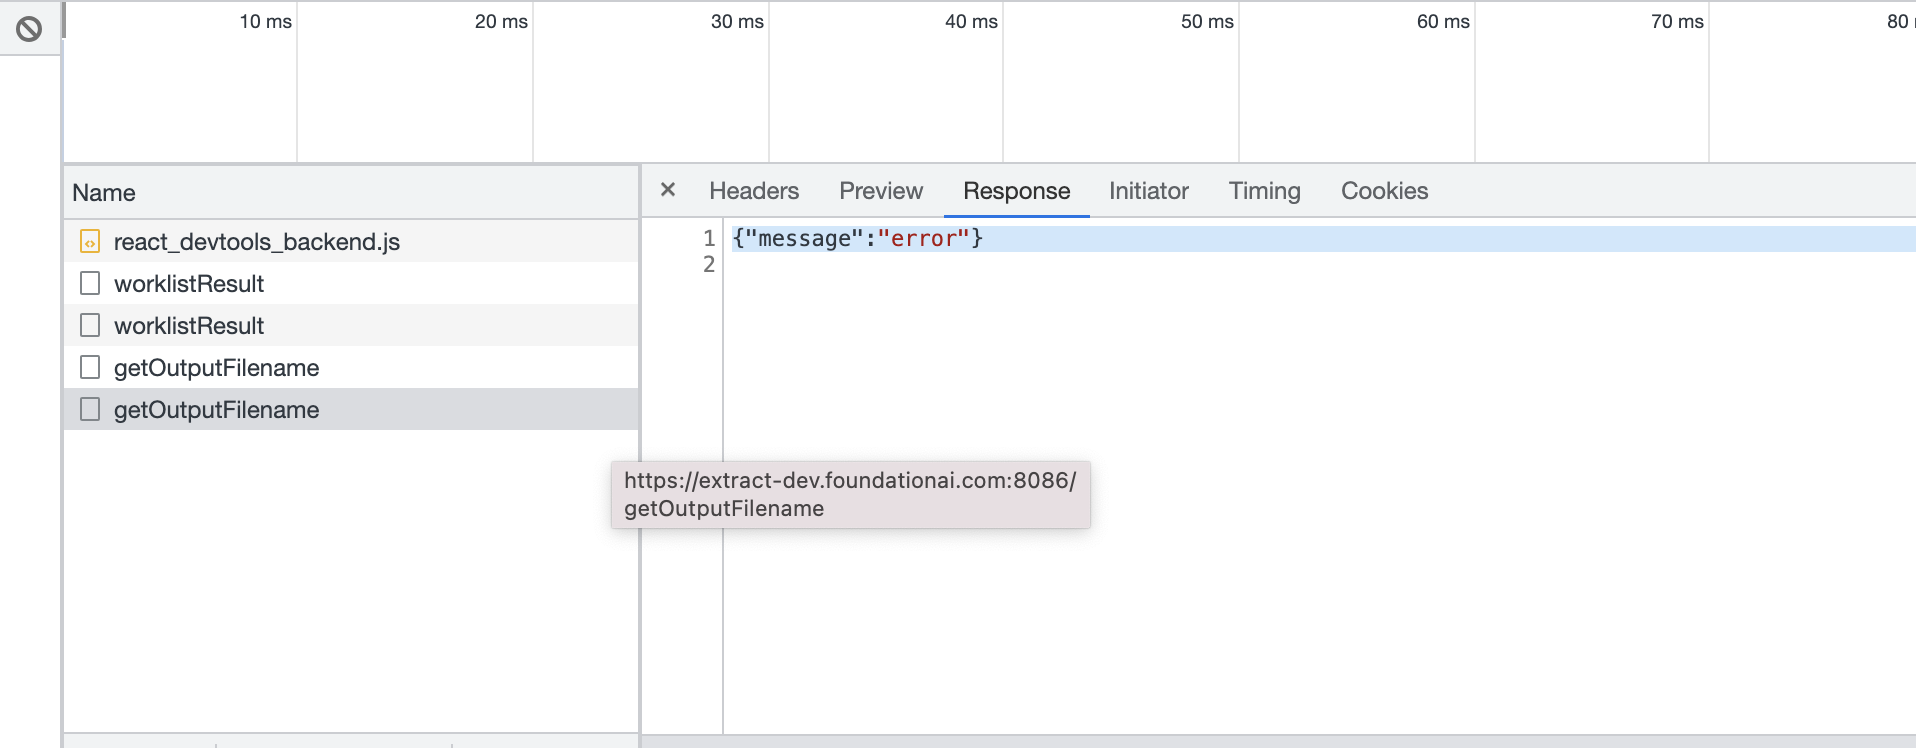 10 ms 20 ms 30 ms 40 ms 50 ms 60 ms 70 ms 80
Name
× Headers Preview Response Initiator Timing Cookies
react_devtools_backend.js
worklistResult
worklistResult
getOutputFilename
getOutputFilename
1 {"message":"error"}
2
https://extract-dev.foundationai.com:8086/
getOutputFilename